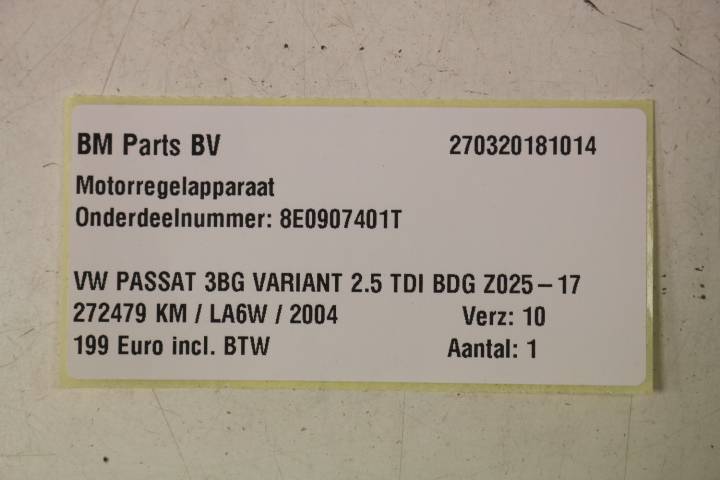 BM Parts BV 270320181014
Motorregelapparaat
Onderdeelnummer: 8E0907401T
VW PASSAT 3BG VARIANT 2.5 TDI BDG Z025-17
272479 KM / LA6W / 2004 Verz: 10
199 Euro incl. BTW Aantal: 1